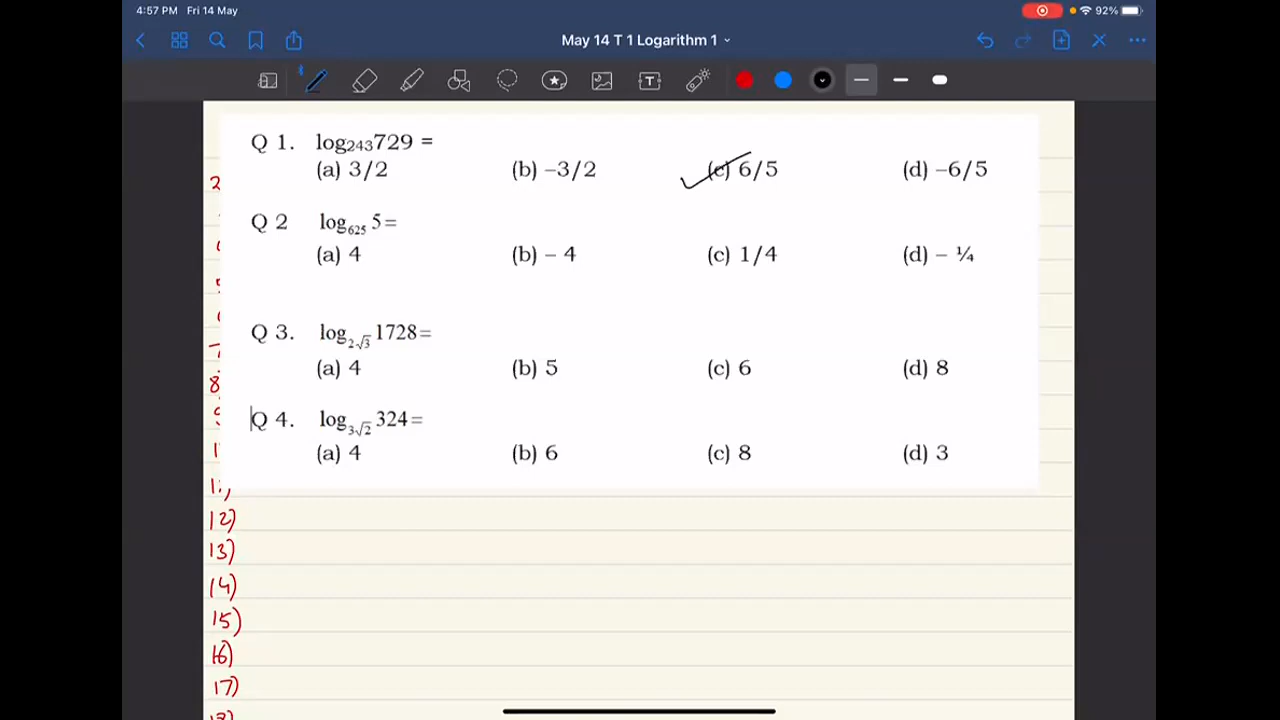 4:57 PM Fri 14 May 92%
May 14 T 1 Logarithm 1
Q 1. log₂₄₃729 =
(a) 3/2 (b) –3/2 (c) 6/5 (d) –6/5
Q 2 log₆₂₅ 5=
(a) 4 (b) – 4 (c) 1/4 (d) – ¼
Q 3. log₂√₃ 1728=
(a) 4 (b) 5 (c) 6 (d) 8
Q 4. log₃√₂ 324=
(a) 4 (b) 6 (c) 8 (d) 3
12)
13)
14)
15)
16)
17)